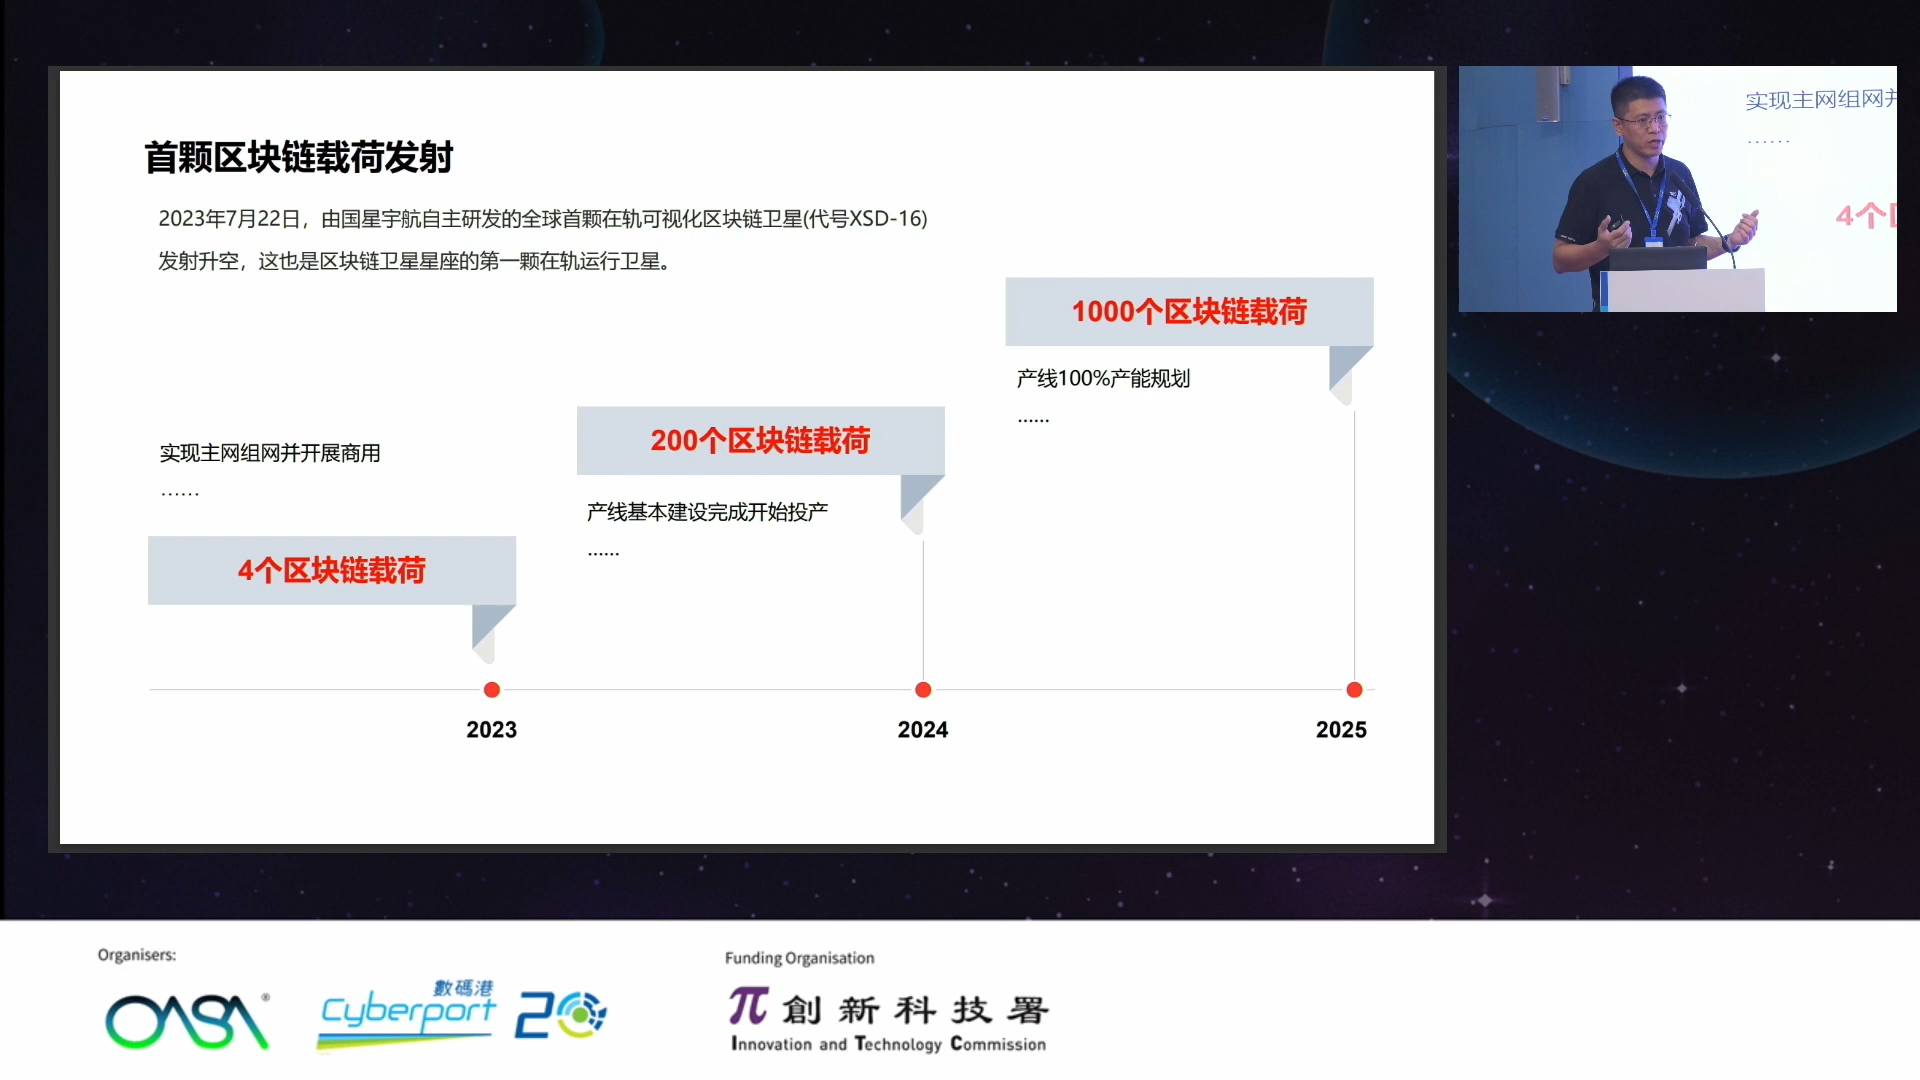 首颗区块链载荷发射
2023年7月22日，由国星宇航自主研发的全球首颗在轨可视化区块链卫星(代号XSD-16)
发射升空，这也是区块链卫星星座的第一颗在轨运行卫星。
1000个区块链载荷
产线100%产能规划
......
200个区块链载荷
产线基本建设完成开始投产
......
实现主网组网并开展商用
......
4个区块链载荷
2023
2024
2025
实现主网组网并
......
4个
Organisers:
OASA®
數碼港
Cyberport 20
Funding Organisation
創新科技署
Innovation and Technology Commission